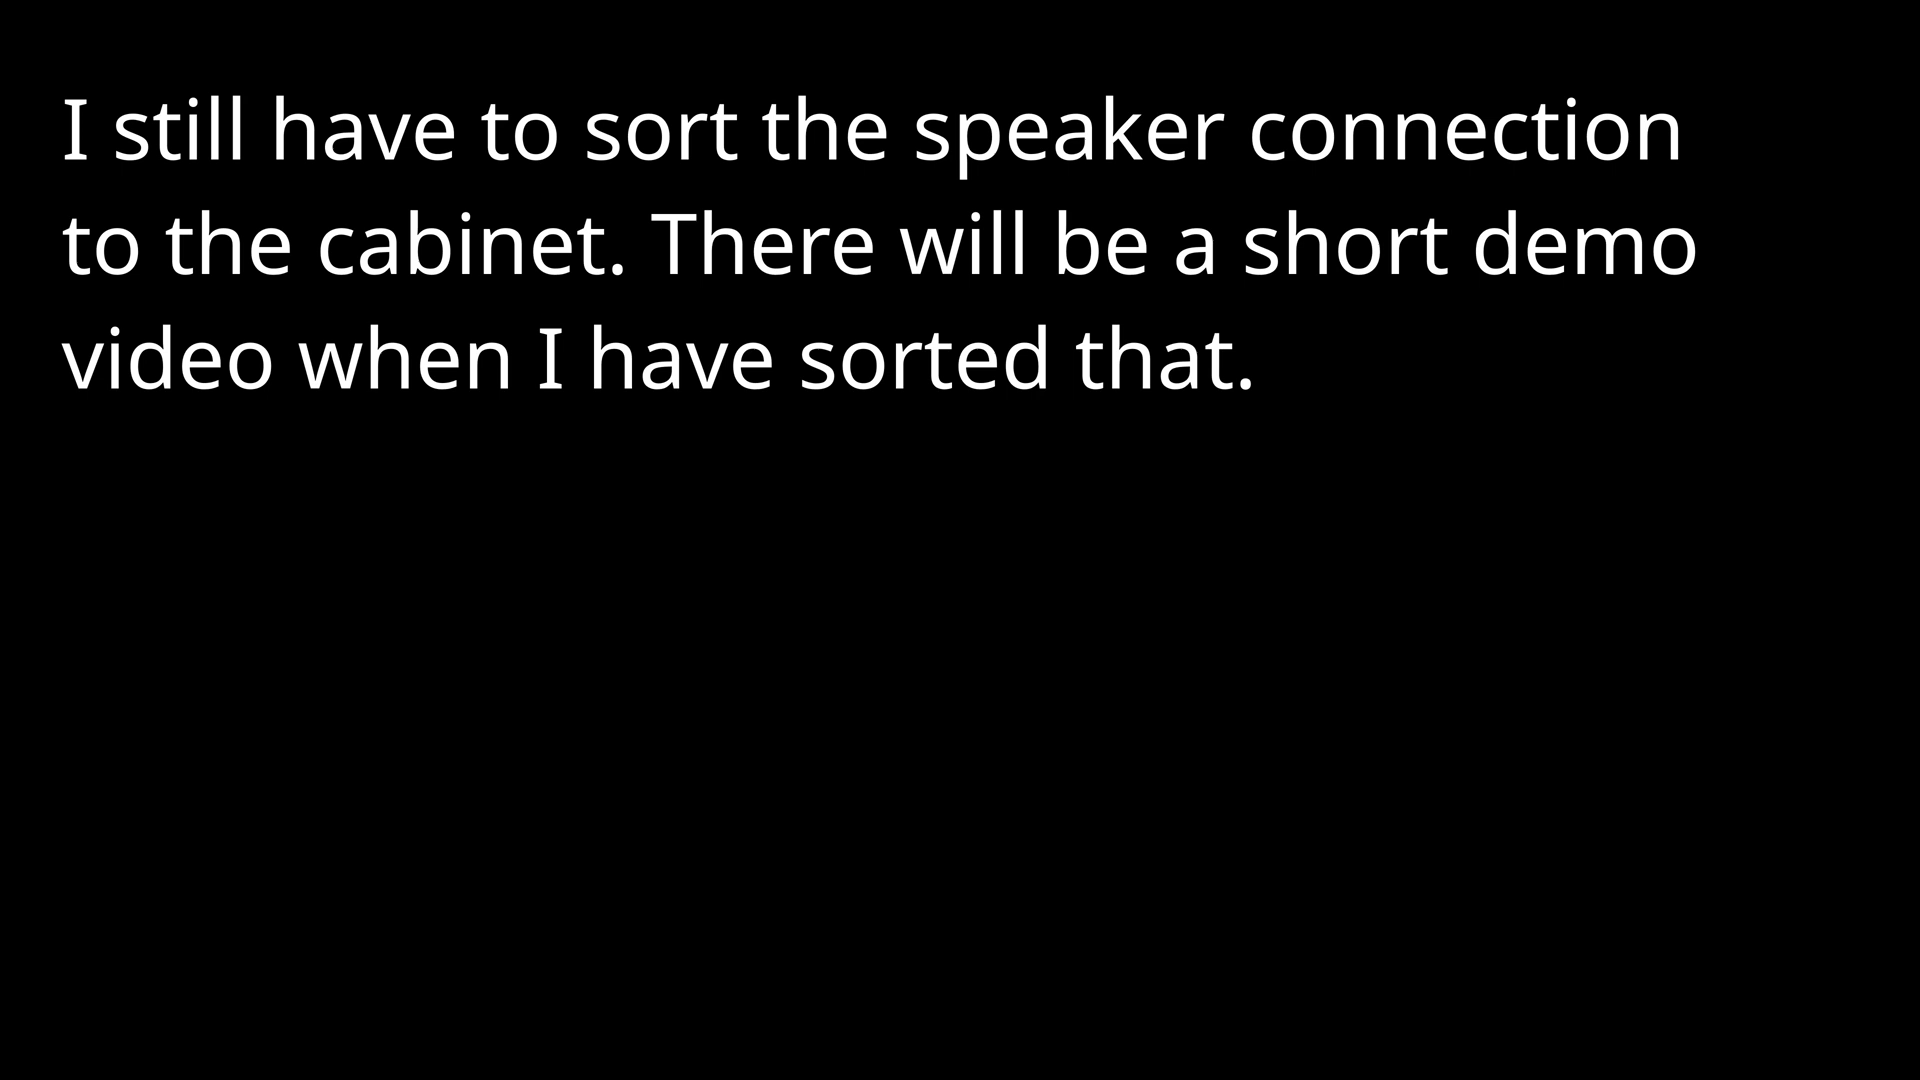 I still have to sort the speaker connection
to the cabinet. There will be a short demo
video when I have sorted that.